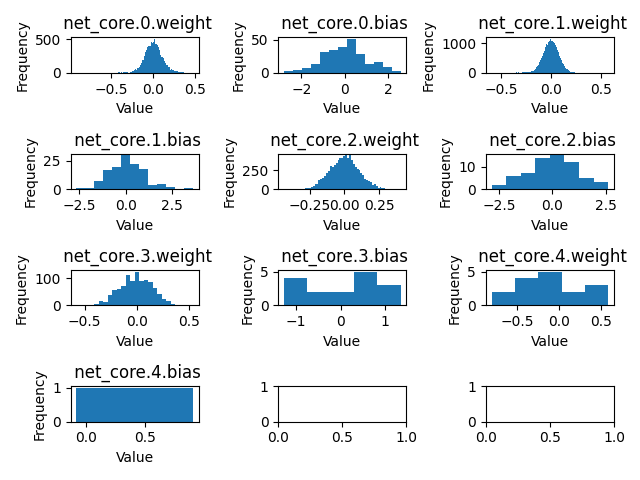 net_core.0.weight
Frequency
500
0
−0.5
0.0
0.5
Value
net_core.0.bias
Frequency
50
0
−2
0
2
Value
net_core.1.weight
Frequency
1000
0
−0.5
0.0
0.5
Value
net_core.1.bias
Frequency
25
0
−2.5
0.0
2.5
Value
net_core.2.weight
Frequency
250
0
−0.25
0.00
0.25
Value
net_core.2.bias
Frequency
10
0
−2.5
0.0
2.5
Value
net_core.3.weight
Frequency
100
0
−0.5
0.0
0.5
Value
net_core.3.bias
Frequency
5
0
−1
0
1
Value
net_core.4.weight
Frequency
5
0
−0.5
0.0
0.5
Value
net_core.4.bias
Frequency
1
0
0.0
0.5
Value
1
0
0.0
0.5
1.0
1
0
0.0
0.5
1.0